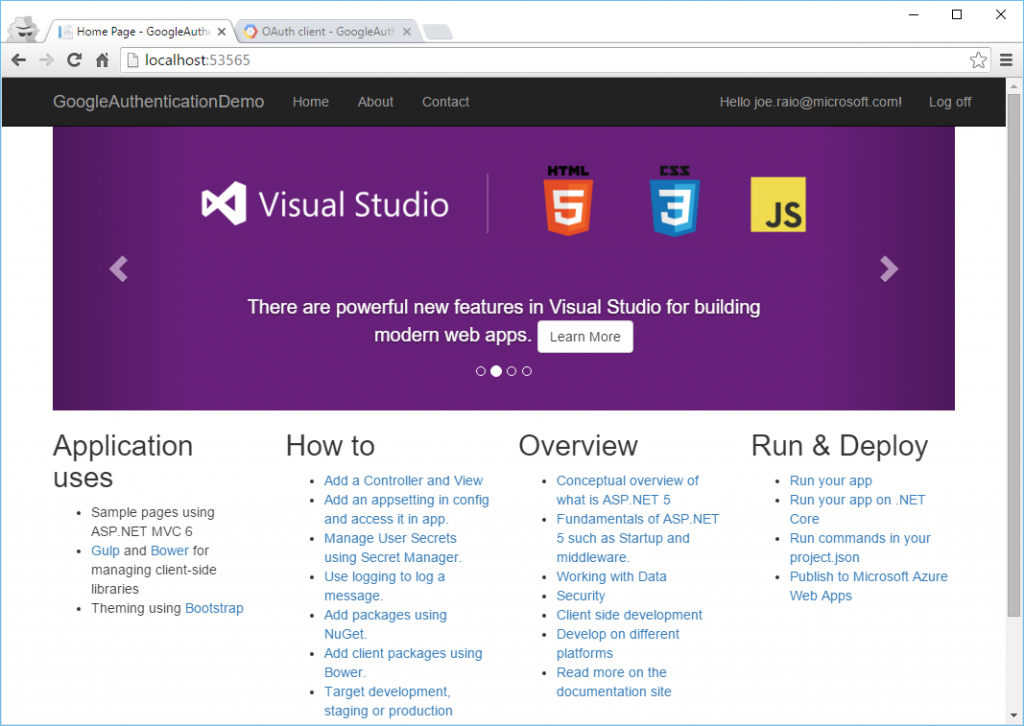 Home Page - GoogleAuthe
OAuth client - GoogleAuth
localhost:53565
GoogleAuthenticationDemo Home About Contact Hello joe.raio@microsoft.com! Log off
Visual Studio
HTML
5
CSS
3
JS
There are powerful new features in Visual Studio for building
modern web apps. Learn More
Application
uses
Sample pages using
ASP.NET MVC 6
Gulp and Bower for
managing client-side
libraries
Theming using Bootstrap
How to
Add a Controller and View
Add an appsetting in config
and access it in app.
Manage User Secrets
using Secret Manager.
Use logging to log a
message.
Add packages using
NuGet.
Add client packages using
Bower.
Target development,
staging or production
Overview
Conceptual overview of
what is ASP.NET 5
Fundamentals of ASP.NET
5 such as Startup and
middleware.
Working with Data
Security
Client side development
Develop on different
platforms
Read more on the
documentation site
Run & Deploy
Run your app
Run your app on .NET
Core
Run commands in your
project.json
Publish to Microsoft Azure
Web Apps